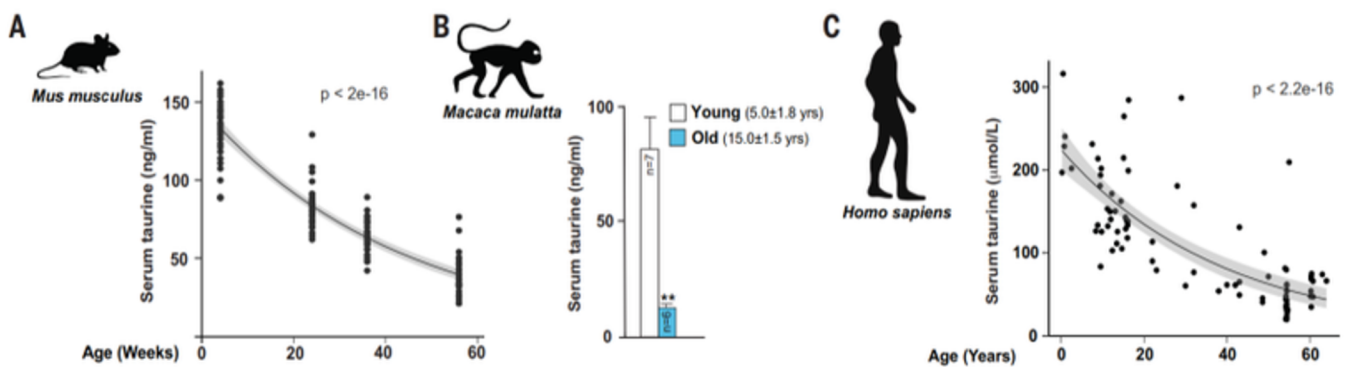 A
Mus musculus
p < 2e-16
Serum taurine (ng/ml)
150
100
50
Age (Weeks)
0
20
40
60
B
Macaca mulatta
Young (5.0±1.8 yrs)
Old (15.0±1.5 yrs)
Serum taurine (ng/ml)
100
50
0
n=7
**
n=6
C
Homo sapiens
p < 2.2e-16
Serum taurine (μmol/L)
300
200
100
0
Age (Years)
0
20
40
60